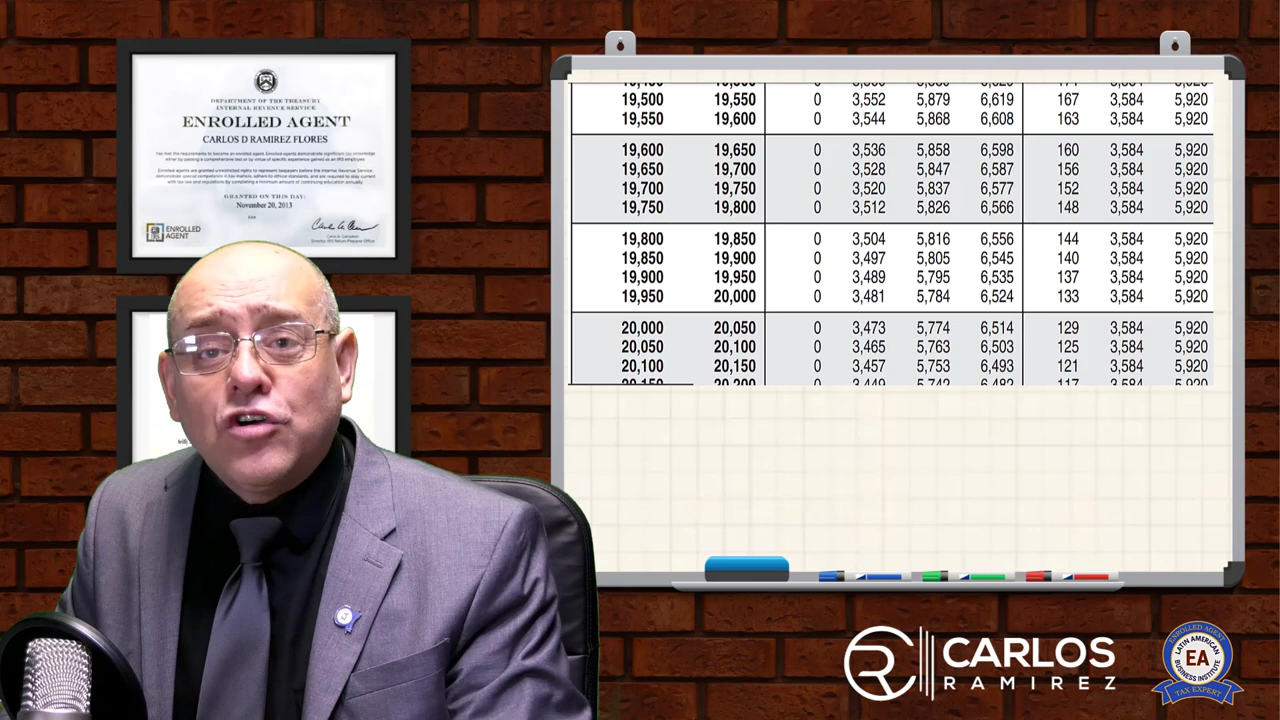 DEPARTMENT OF THE TREASURY
INTERNAL REVENUE SERVICE
ENROLLED AGENT
CARLOS D RAMIREZ FLORES
GRANTED ON THIS DAY:
November 20, 2013
ENROLLED
AGENT
19,500 19,550 0 3,552 5,879 6,619 167 3,584 5,920
19,550 19,600 0 3,544 5,868 6,608 163 3,584 5,920
19,600 19,650 0 3,536 5,858 6,598 160 3,584 5,920
19,650 19,700 0 3,528 5,847 6,587 156 3,584 5,920
19,700 19,750 0 3,520 5,837 6,577 152 3,584 5,920
19,750 19,800 0 3,512 5,826 6,566 148 3,584 5,920
19,800 19,850 0 3,504 5,816 6,556 144 3,584 5,920
19,850 19,900 0 3,497 5,805 6,545 140 3,584 5,920
19,900 19,950 0 3,489 5,795 6,535 137 3,584 5,920
19,950 20,000 0 3,481 5,784 6,524 133 3,584 5,920
20,000 20,050 0 3,473 5,774 6,514 129 3,584 5,920
20,050 20,100 0 3,465 5,763 6,503 125 3,584 5,920
20,100 20,150 0 3,457 5,753 6,493 121 3,584 5,920
CR CARLOS
RAMIREZ
ENROLLED AGENT
LATIN AMERICAN
EA
BUSINESS INSTITUTE
TAX EXPERT